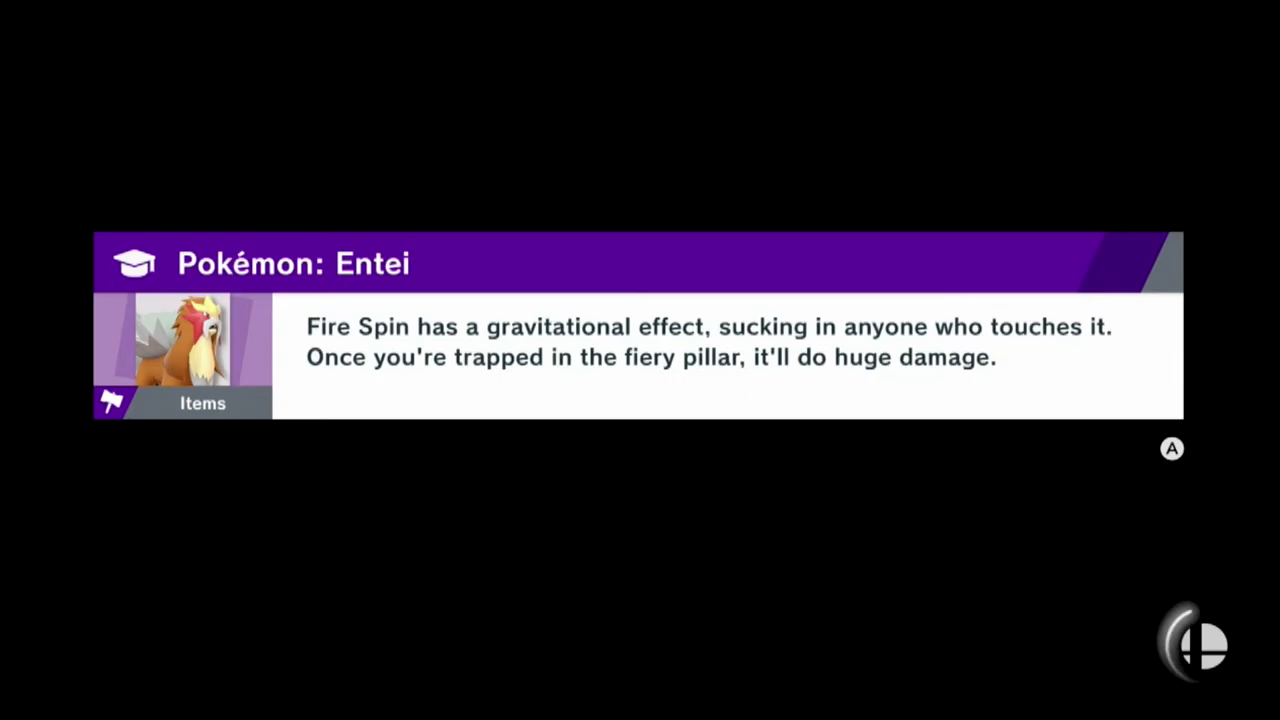 Pokémon: Entei
Fire Spin has a gravitational effect, sucking in anyone who touches it.
Once you're trapped in the fiery pillar, it'll do huge damage.
Items
A